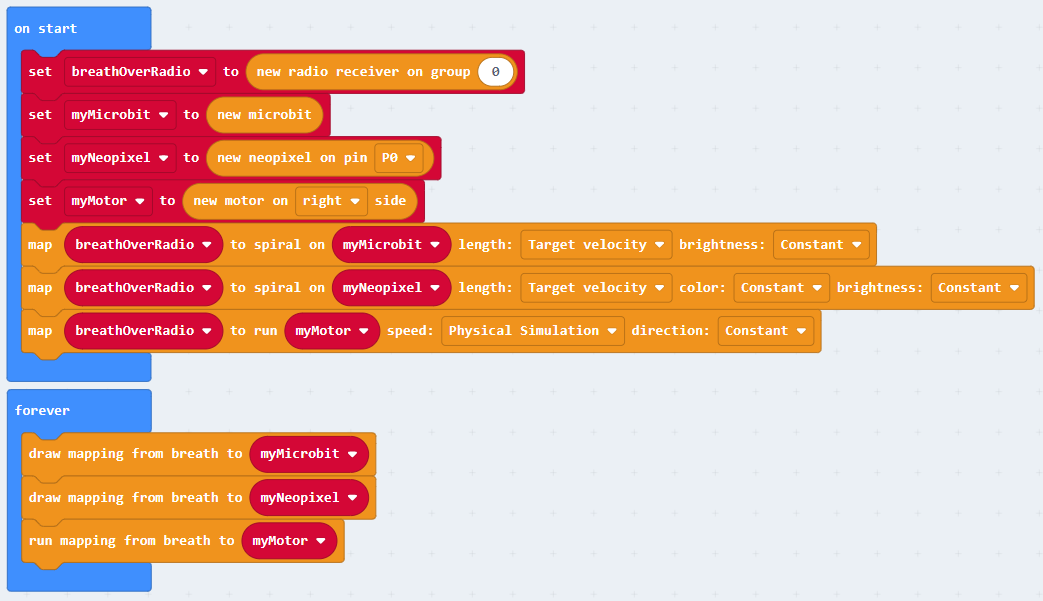 on start
set breathOverRadio to new radio receiver on group 0
set myMicrobit to new microbit
set myNeopixel to new neopixel on pin P0
set myMotor to new motor on right side
map breathOverRadio to spiral on myMicrobit length: Target velocity brightness: Constant
map breathOverRadio to spiral on myNeopixel length: Target velocity color: Constant brightness: Constant
map breathOverRadio to run myMotor speed: Physical Simulation direction: Constant
forever
draw mapping from breath to myMicrobit
draw mapping from breath to myNeopixel
run mapping from breath to myMotor